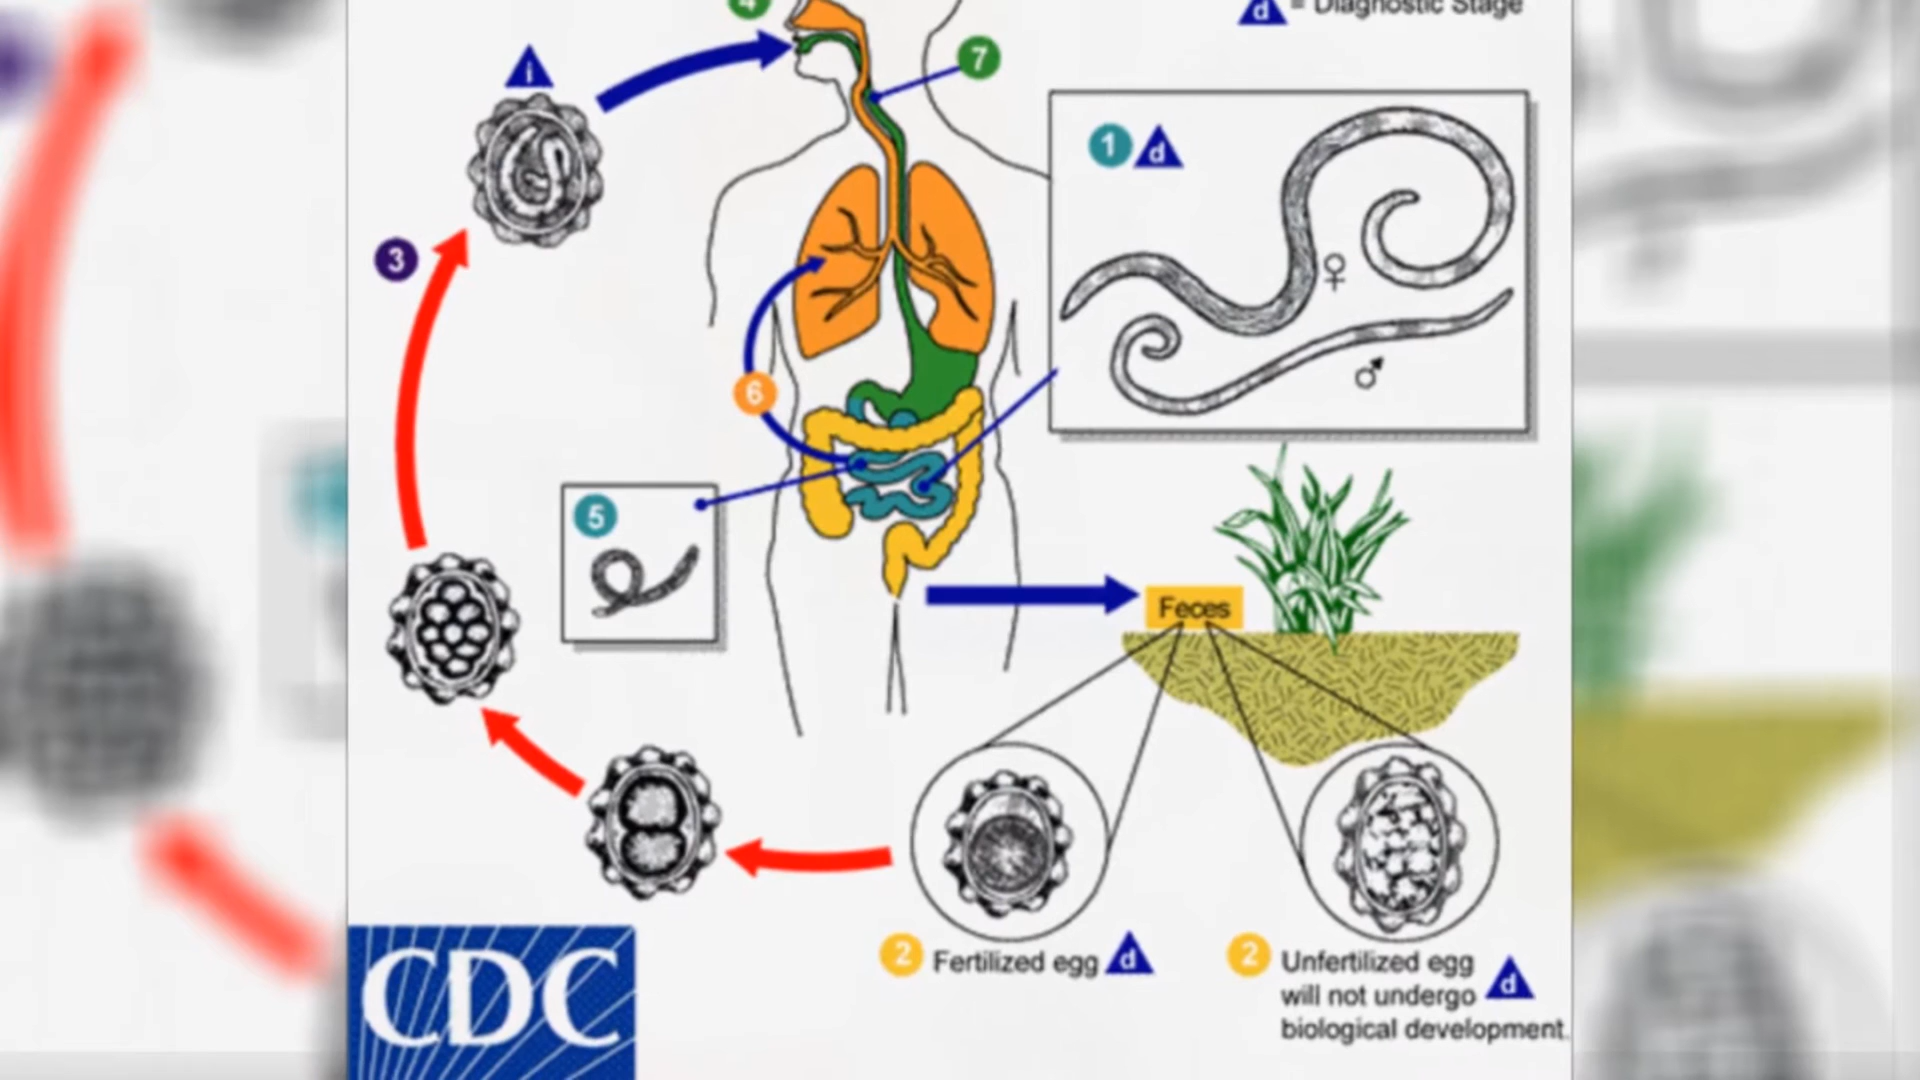 4
d = Diagnostic Stage
i
7
1 d
3
♀
♂
6
5
Feces
2 Fertilized egg d
2 Unfertilized egg
will not undergo d
biological development.
CDC